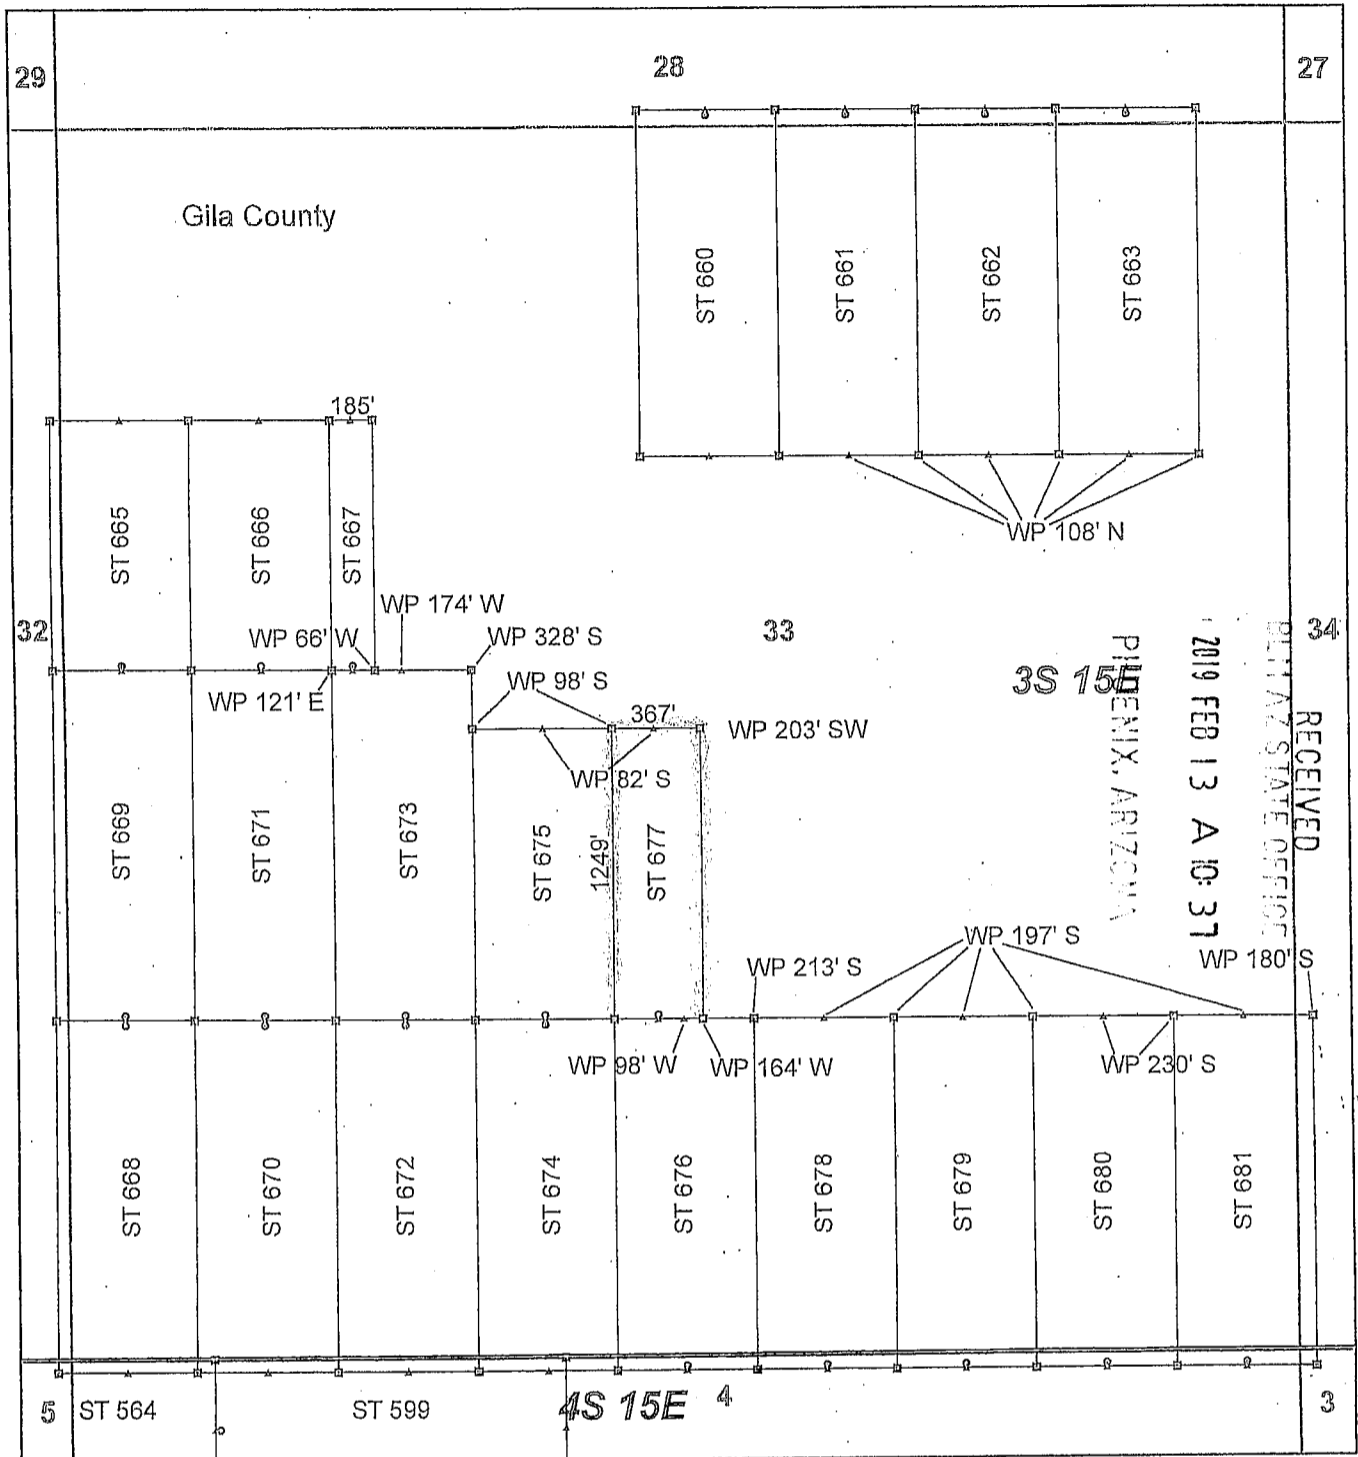 29
28
27
Gila County
ST 660
ST 661
ST 662
ST 663
185'
ST 665
ST 666
ST 667
WP 108' N
WP 174' W
32
WP 66' W
WP 328' S
33
34
WP 98' S
3S 15E
WP 121' E
367'
WP 203' SW
WP 82' S
RECEIVED
BLM AZ STATE OFFICE
2019 FEB 13 A 10:37
PHOENIX, ARIZONA
ST 669
ST 671
ST 673
ST 675
1249'
ST 677
WP 197' S
WP 213' S
WP 180' S
WP 98' W
WP 164' W
WP 230' S
ST 668
ST 670
ST 672
ST 674
ST 676
ST 678
ST 679
ST 680
ST 681
5
ST 564
ST 599
4S 15E
4
3